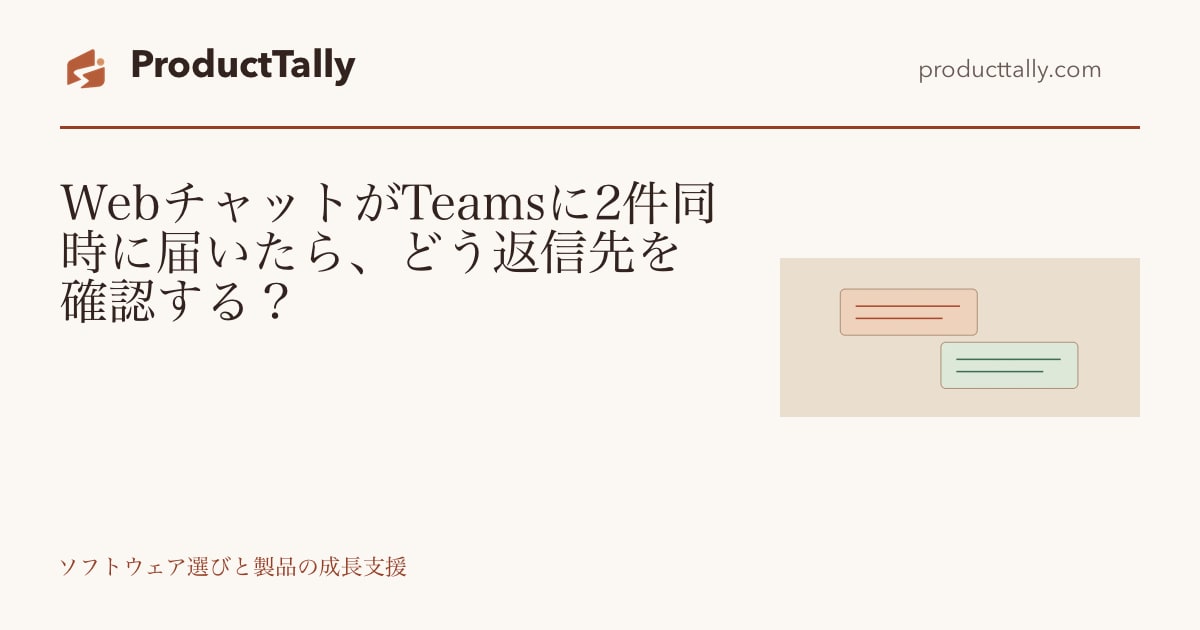 ProductTally
producttally.com
WebチャットがTeamsに2件同
時に届いたら、どう返信先を
確認する？
ソフトウェア選びと製品の成長支援